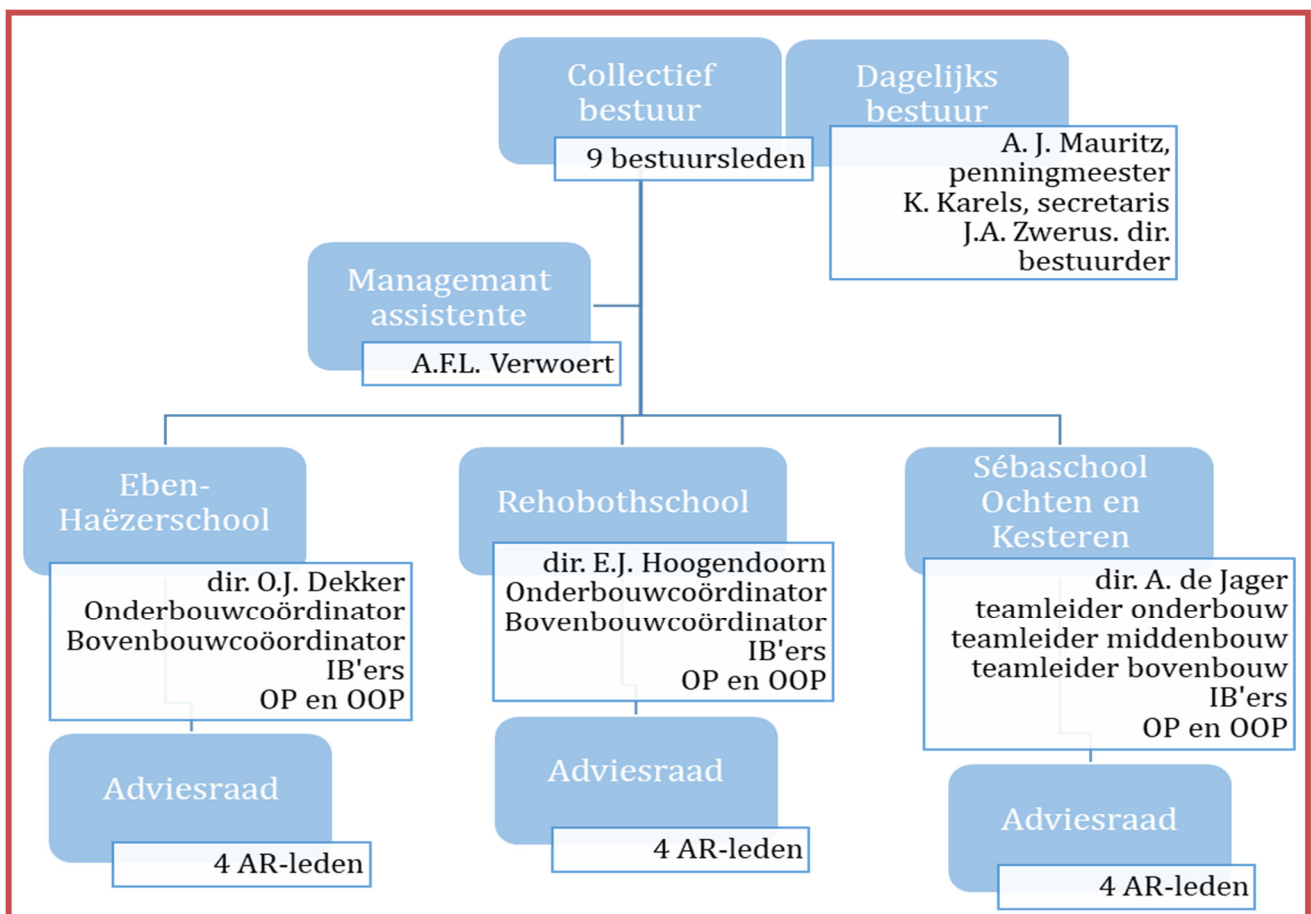 Collectief
bestuur
9 bestuursleden
Dagelijks
bestuur
A. J. Mauritz,
penningmeester
K. Karels, secretaris
J.A. Zwerus. dir.
bestuurder
Managemant
assistente
A.F.L. Verwoert
Eben-
Haëzerschool
dir. O.J. Dekker
Onderbouwcoördinator
Bovenbouwcoöordinator
IB'ers
OP en OOP
Adviesraad
4 AR-leden
Rehobothschool
dir. E.J. Hoogendoorn
Onderbouwcoördinator
Bovenbouwcoördinator
IB'ers
OP en OOP
Adviesraad
4 AR-leden
Sébaschool
Ochten en
Kesteren
dir. A. de Jager
teamleider onderbouw
teamleider middenbouw
teamleider bovenbouw
IB'ers
OP en OOP
Adviesraad
4 AR-leden